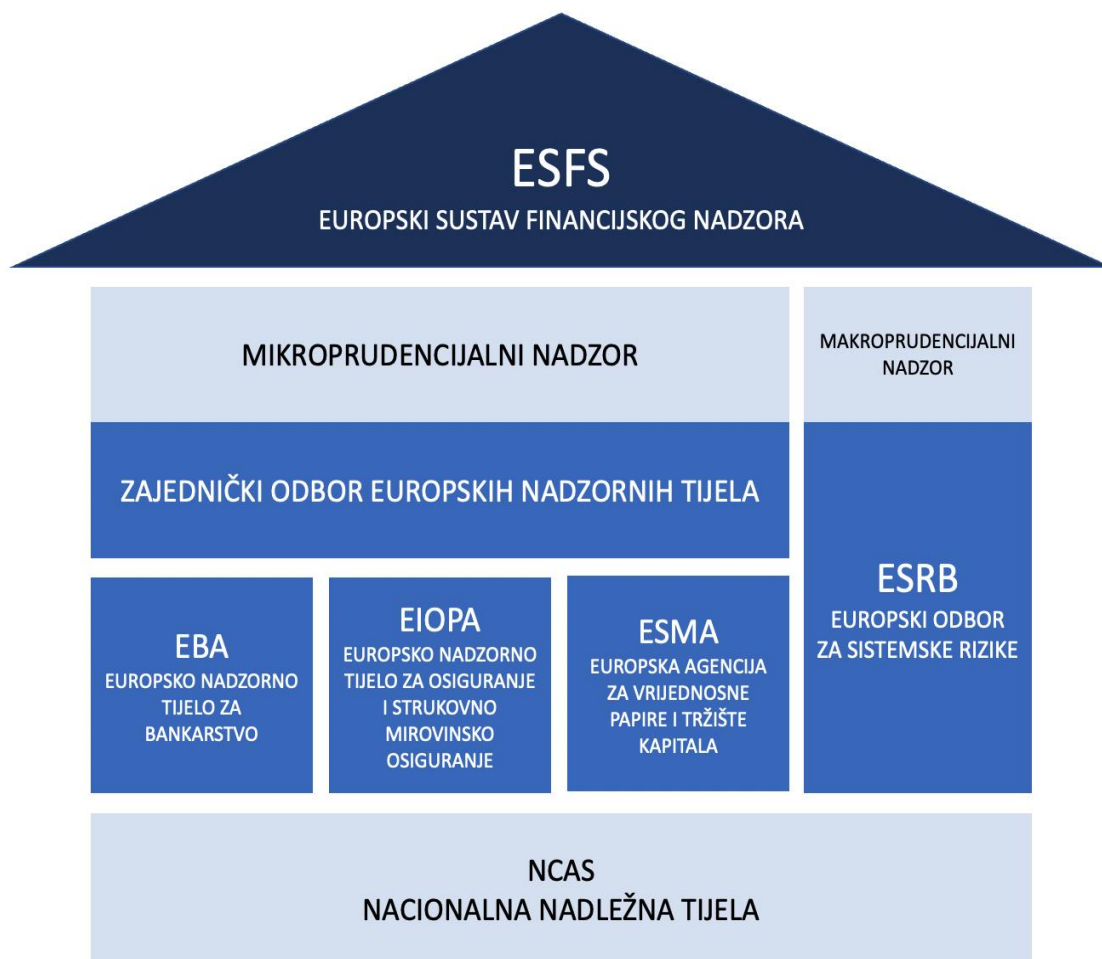 ESFS
EUROPSKI SUSTAV FINANCIJSKOG NADZORA
MIKROPRUDENCIJALNI NADZOR
MAKROPRUDENCIJALNI
NADZOR
ZAJEDNIČKI ODBOR EUROPSKIH NADZORNIH TIJELA
EBA
EUROPSKO NADZORNO
TIJELO ZA
BANKARSTVO
EIOPA
EUROPSKO NADZORNO
TIJELO ZA OSIGURANJE
I STRUKOVNO
MIROVINSKO
OSIGURANJE
ESMA
EUROPSKA AGENCIJA
ZA VRIJEDNOSNE
PAPIRE I TRŽIŠTE
KAPITALA
ESRB
EUROPSKI ODBOR
ZA SISTEMSKE RIZIKE
NCAS
NACIONALNA NADLEŽNA TIJELA